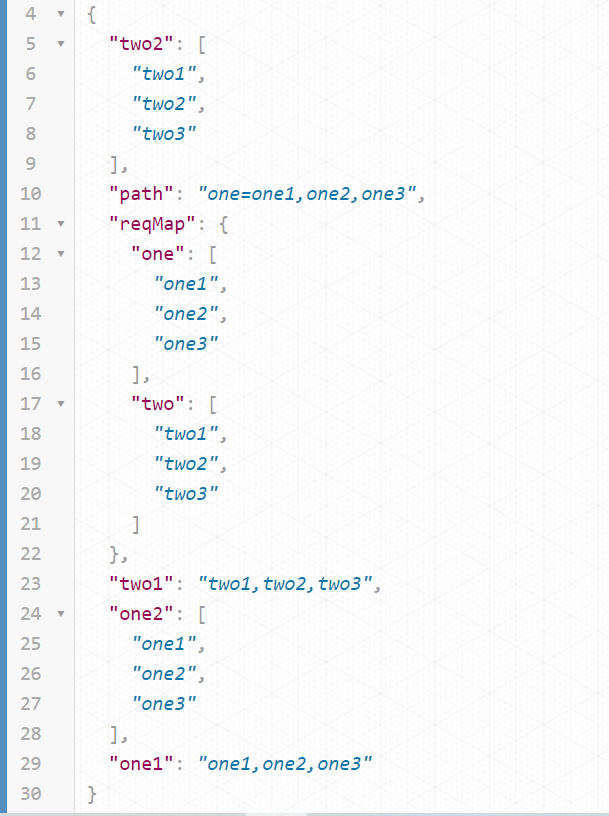 4 {
5 "two2": [
6 "two1",
7 "two2",
8 "two3"
9 ],
10 "path": "one=one1,one2,one3",
11 "reqMap": {
12 "one": [
13 "one1",
14 "one2",
15 "one3"
16 ],
17 "two": [
18 "two1",
19 "two2",
20 "two3"
21 ]
22 },
23 "two1": "two1,two2,two3",
24 "one2": [
25 "one1",
26 "one2",
27 "one3"
28 ],
29 "one1": "one1,one2,one3"
30 }